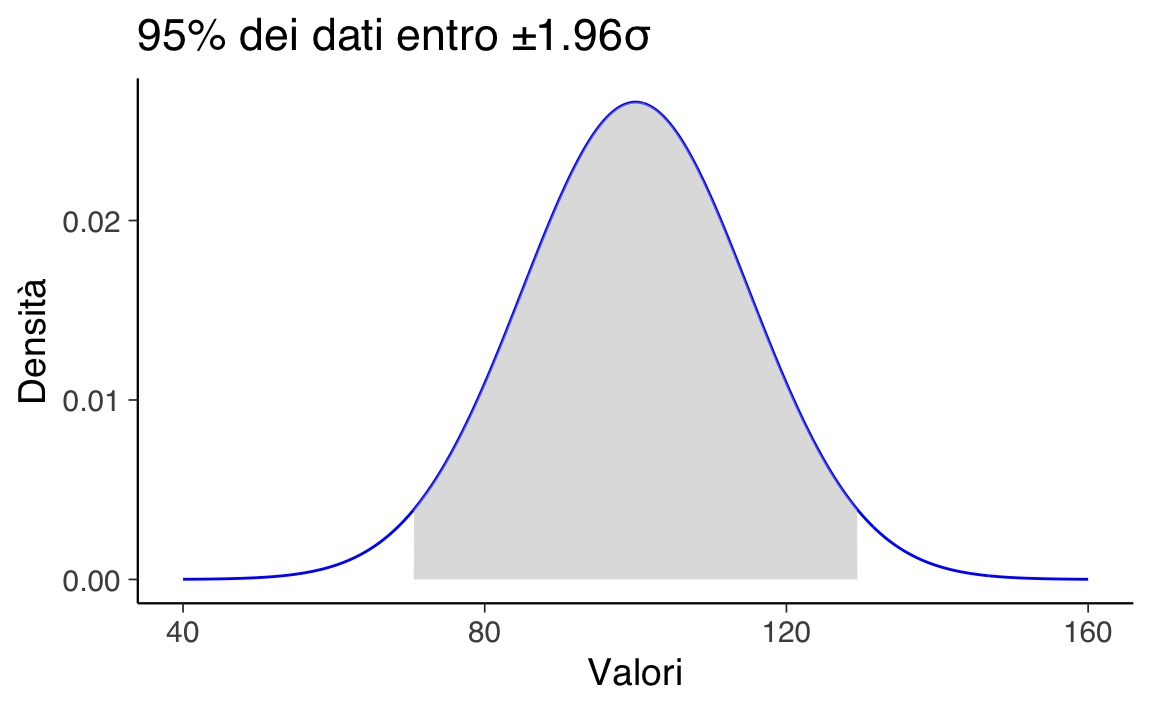 95% dei dati entro ±1.96σ
Densità
0.02
0.01
0.00
40 80 120 160
Valori